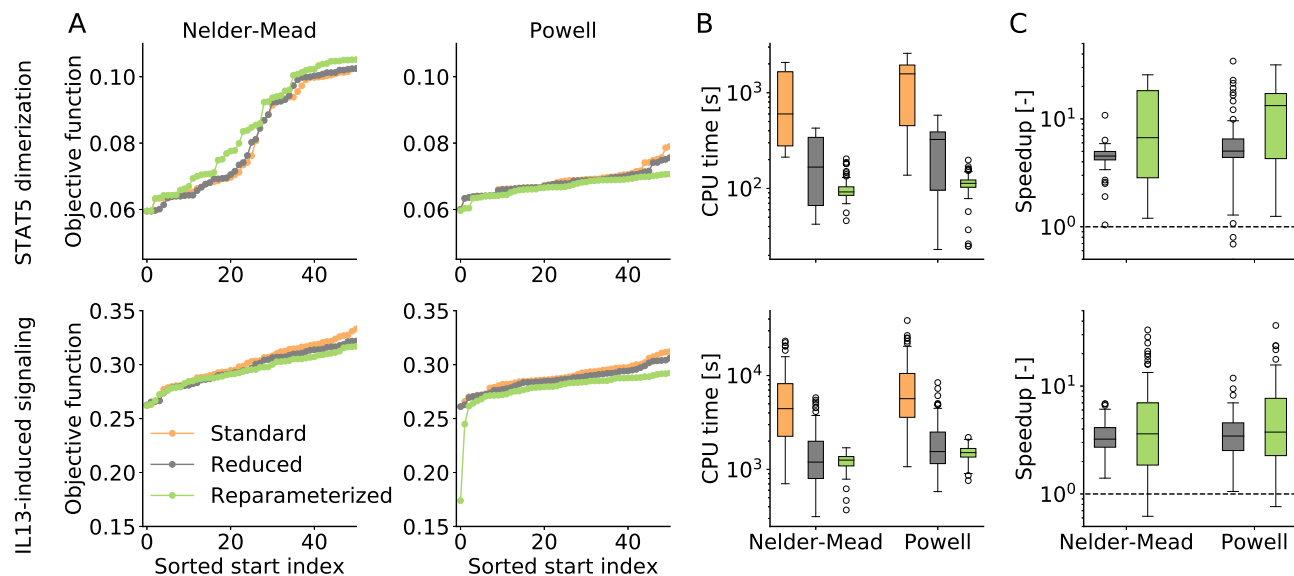 A
B
C
Nelder-Mead
Powell
STAT5 dimerization
Objective function
0.10
0.08
0.06
0
20
40
0.10
0.08
0.06
0
20
40
CPU time [s]
10³
10²
Speedup [-]
10¹
10⁰
IL13-induced signaling
Objective function
0.35
0.30
0.25
0.20
0.15
Standard
Reduced
Reparameterized
0
20
40
Sorted start index
0.35
0.30
0.25
0.20
0.15
0
20
40
Sorted start index
CPU time [s]
10⁴
10³
Nelder-Mead
Powell
Speedup [-]
10¹
10⁰
Nelder-Mead
Powell